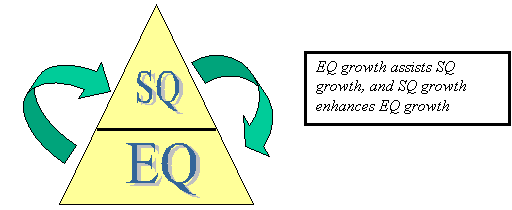 SQ
EQ
EQ growth assists SQ
growth, and SQ growth
enhances EQ growth